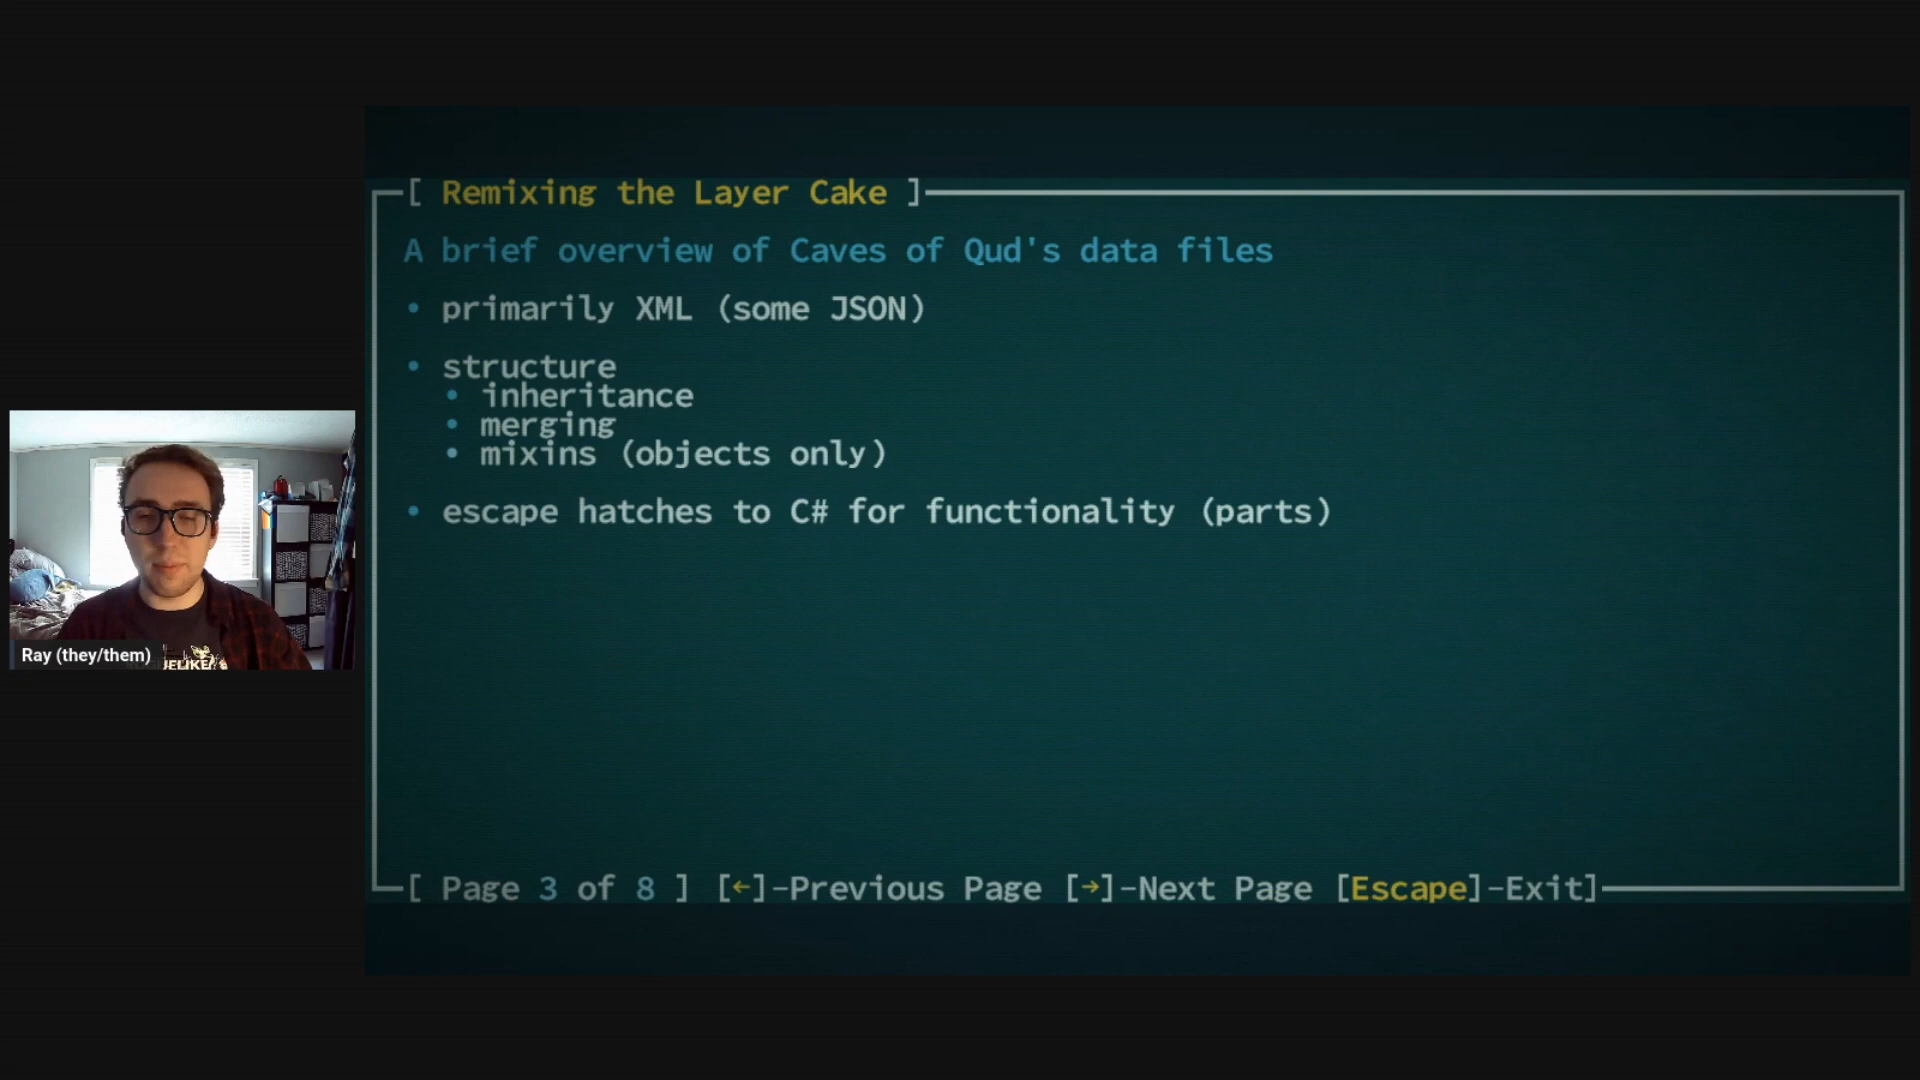 [ Remixing the Layer Cake ]
A brief overview of Caves of Qud's data files
• primarily XML (some JSON)
• structure
• inheritance
• merging
• mixins (objects only)
• escape hatches to C# for functionality (parts)
Ray (they/them)
[ Page 3 of 8 ] [←]-Previous Page [→]-Next Page [Escape]-Exit]